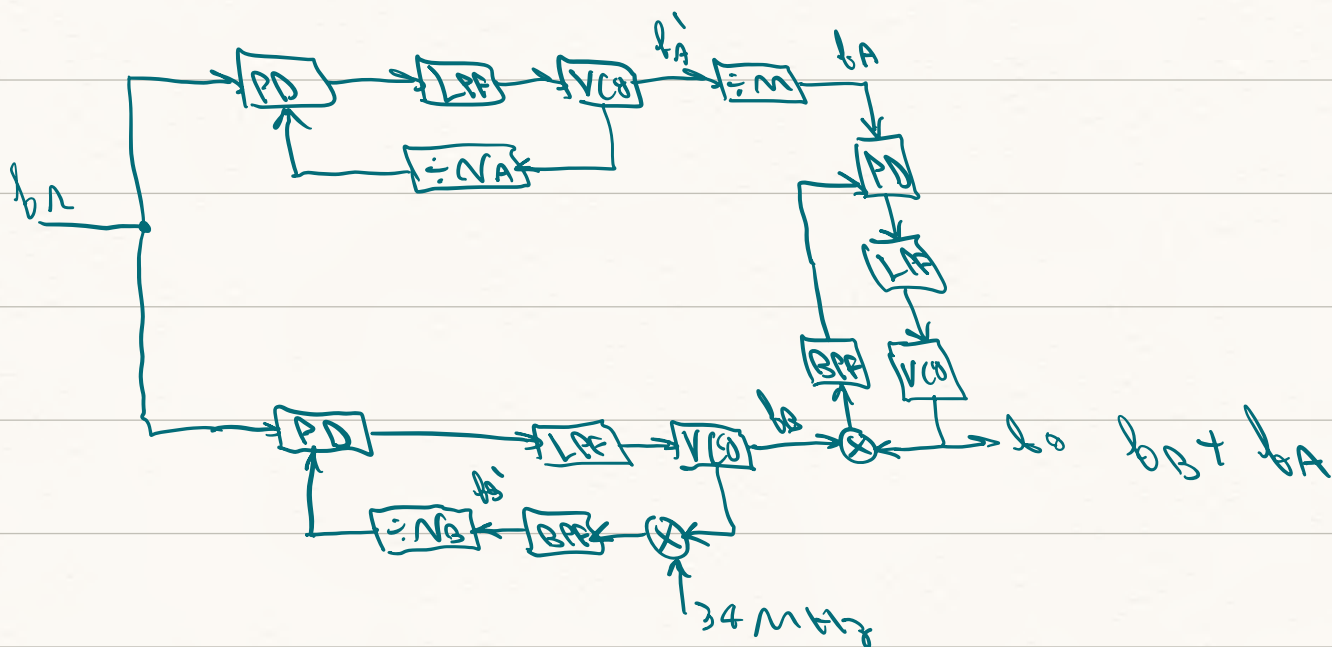 fA' fA
PD LPF VCO ÷M
÷NA
PD
fR
LPF
BPF VCO
PD LPF VCO fB × fo fB + fA
fB'
÷NB BPF ×
34 MHz